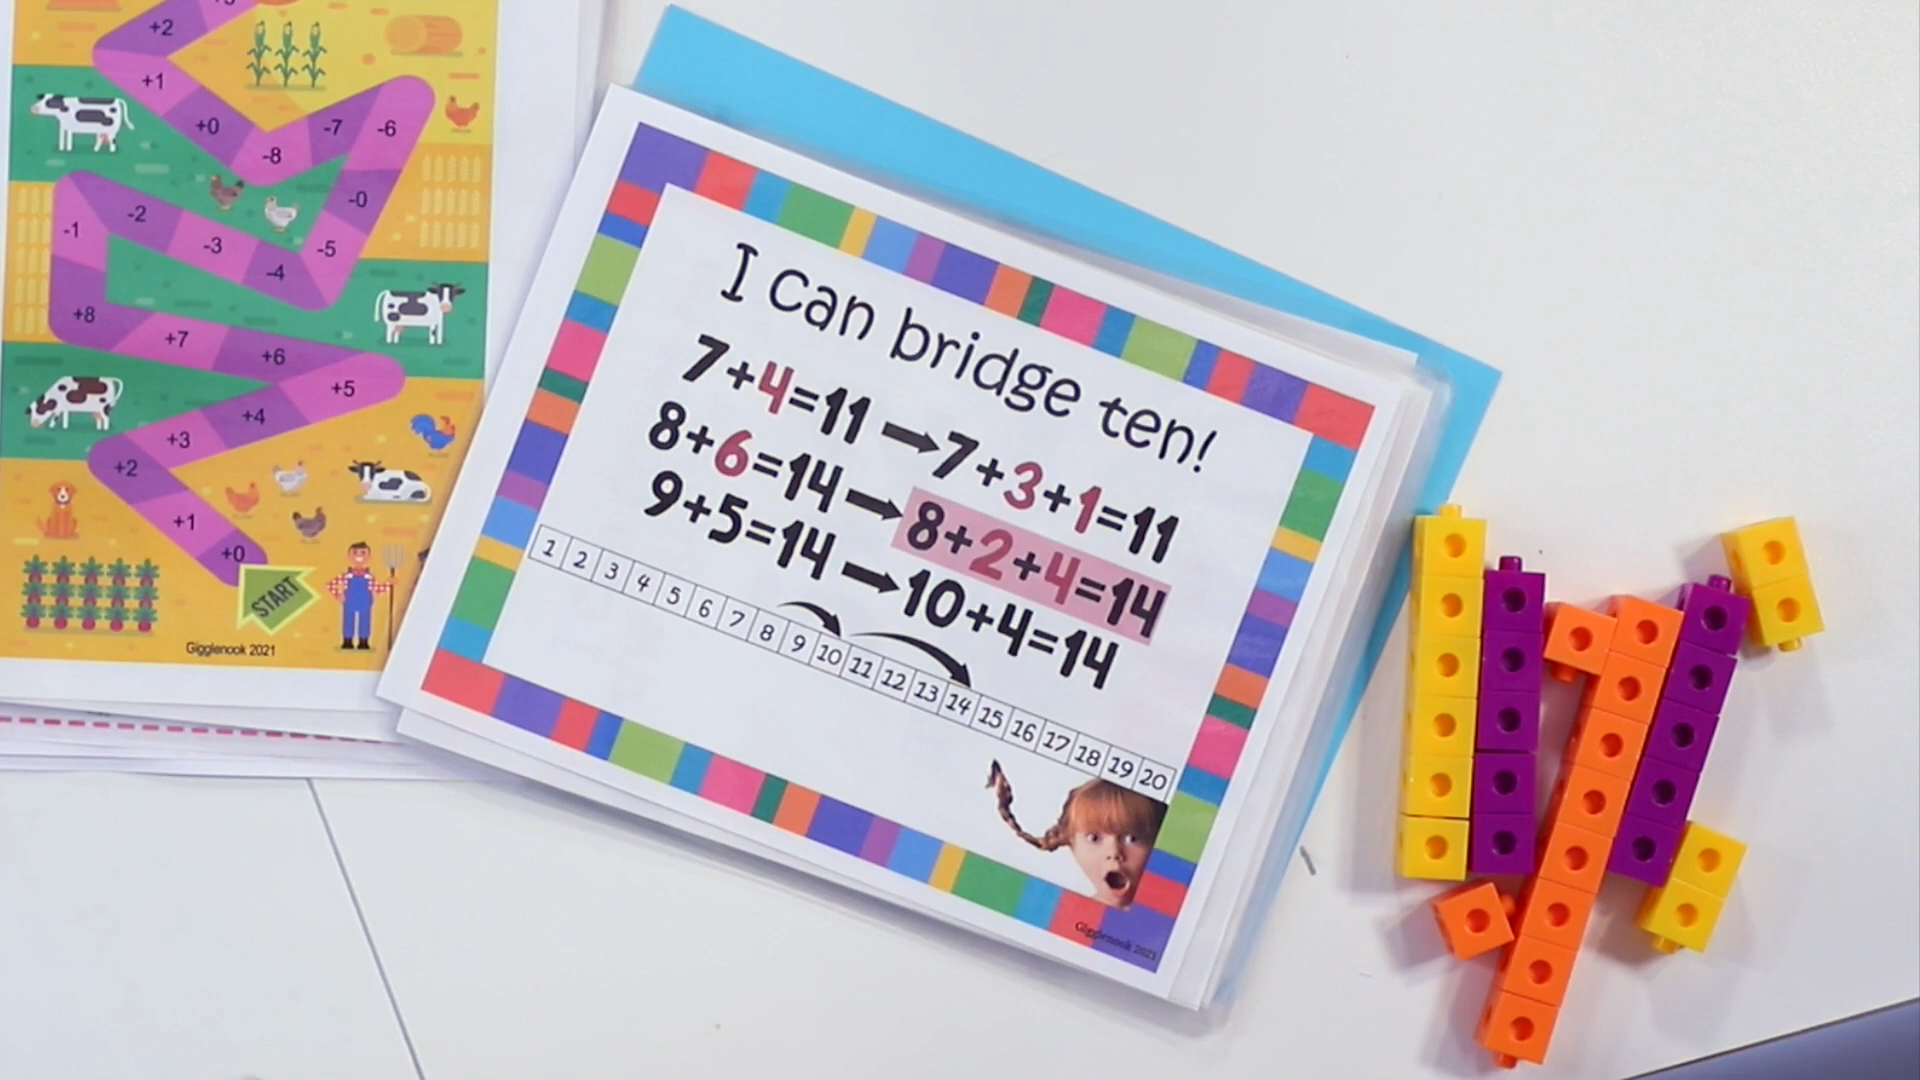 +2
+1
+0
-8
-7
-6
-0
-5
-4
-3
-2
-1
+8
+7
+6
+5
+4
+3
+2
+1
+0
START
Gigglenook 2021
I can bridge ten!
7+4=11 → 7+3+1=11
8+6=14 → 8+2+4=14
9+5=14 → 10+4=14
1 2 3 4 5 6 7 8 9 10 11 12 13 14 15 16 17 18 19 20
Gigglenook 2021